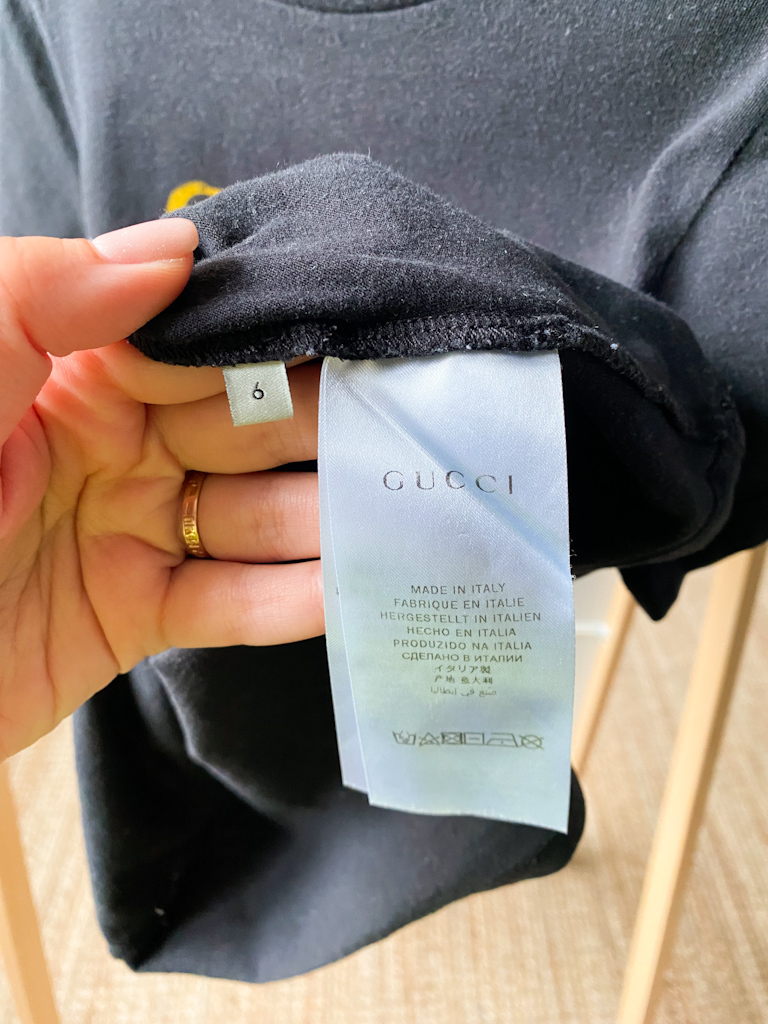 6
GUCCI
MADE IN ITALY
FABRIQUE EN ITALIE
HERGESTELLT IN ITALIEN
HECHO EN ITALIA
PRODUZIDO NA ITALIA
СДЕЛАНО В ИТАЛИИ
イタリア製
产地 意大利
صنع في إيطاليا